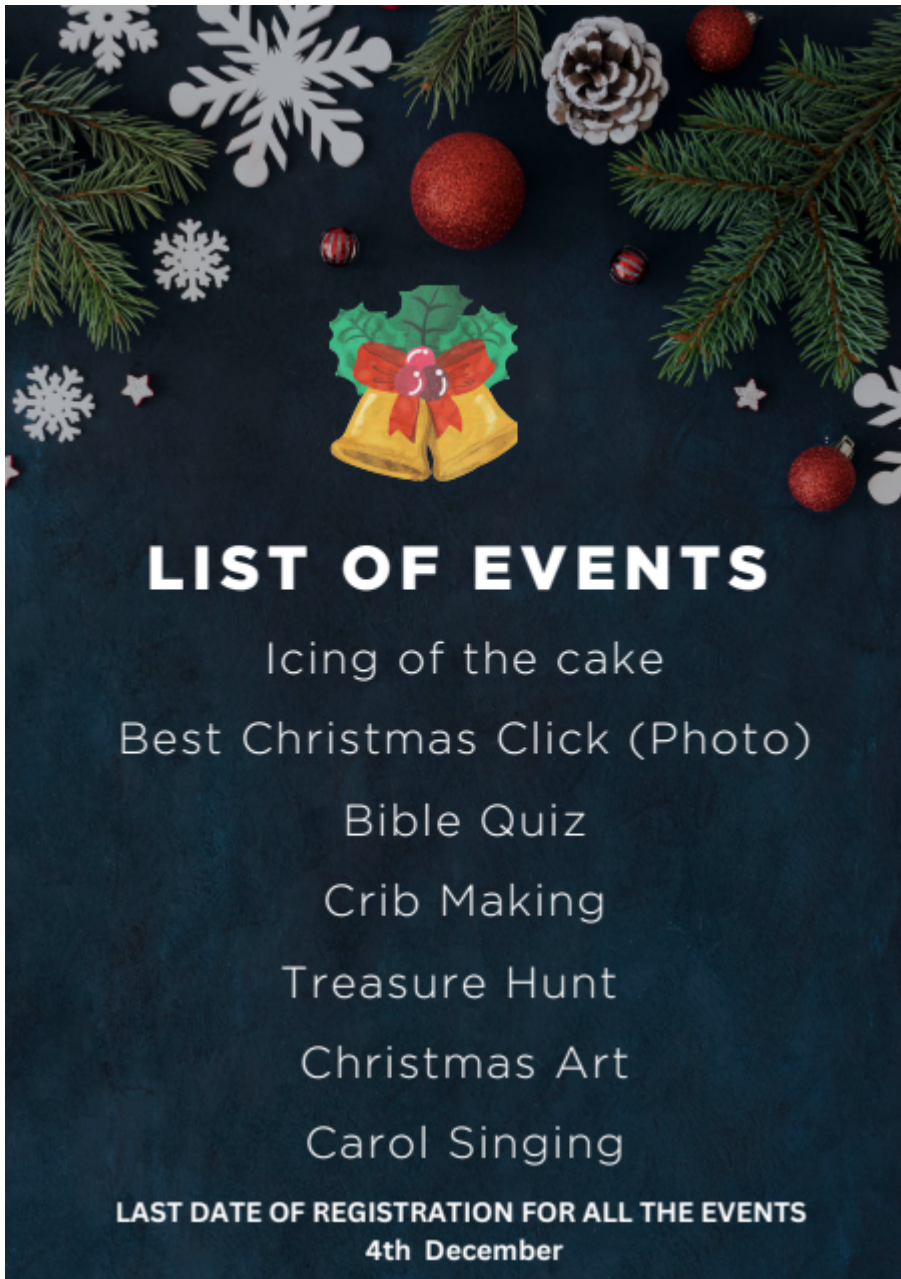 LIST OF EVENTS
Icing of the cake
Best Christmas Click (Photo)
Bible Quiz
Crib Making
Treasure Hunt
Christmas Art
Carol Singing
LAST DATE OF REGISTRATION FOR ALL THE EVENTS
4th December